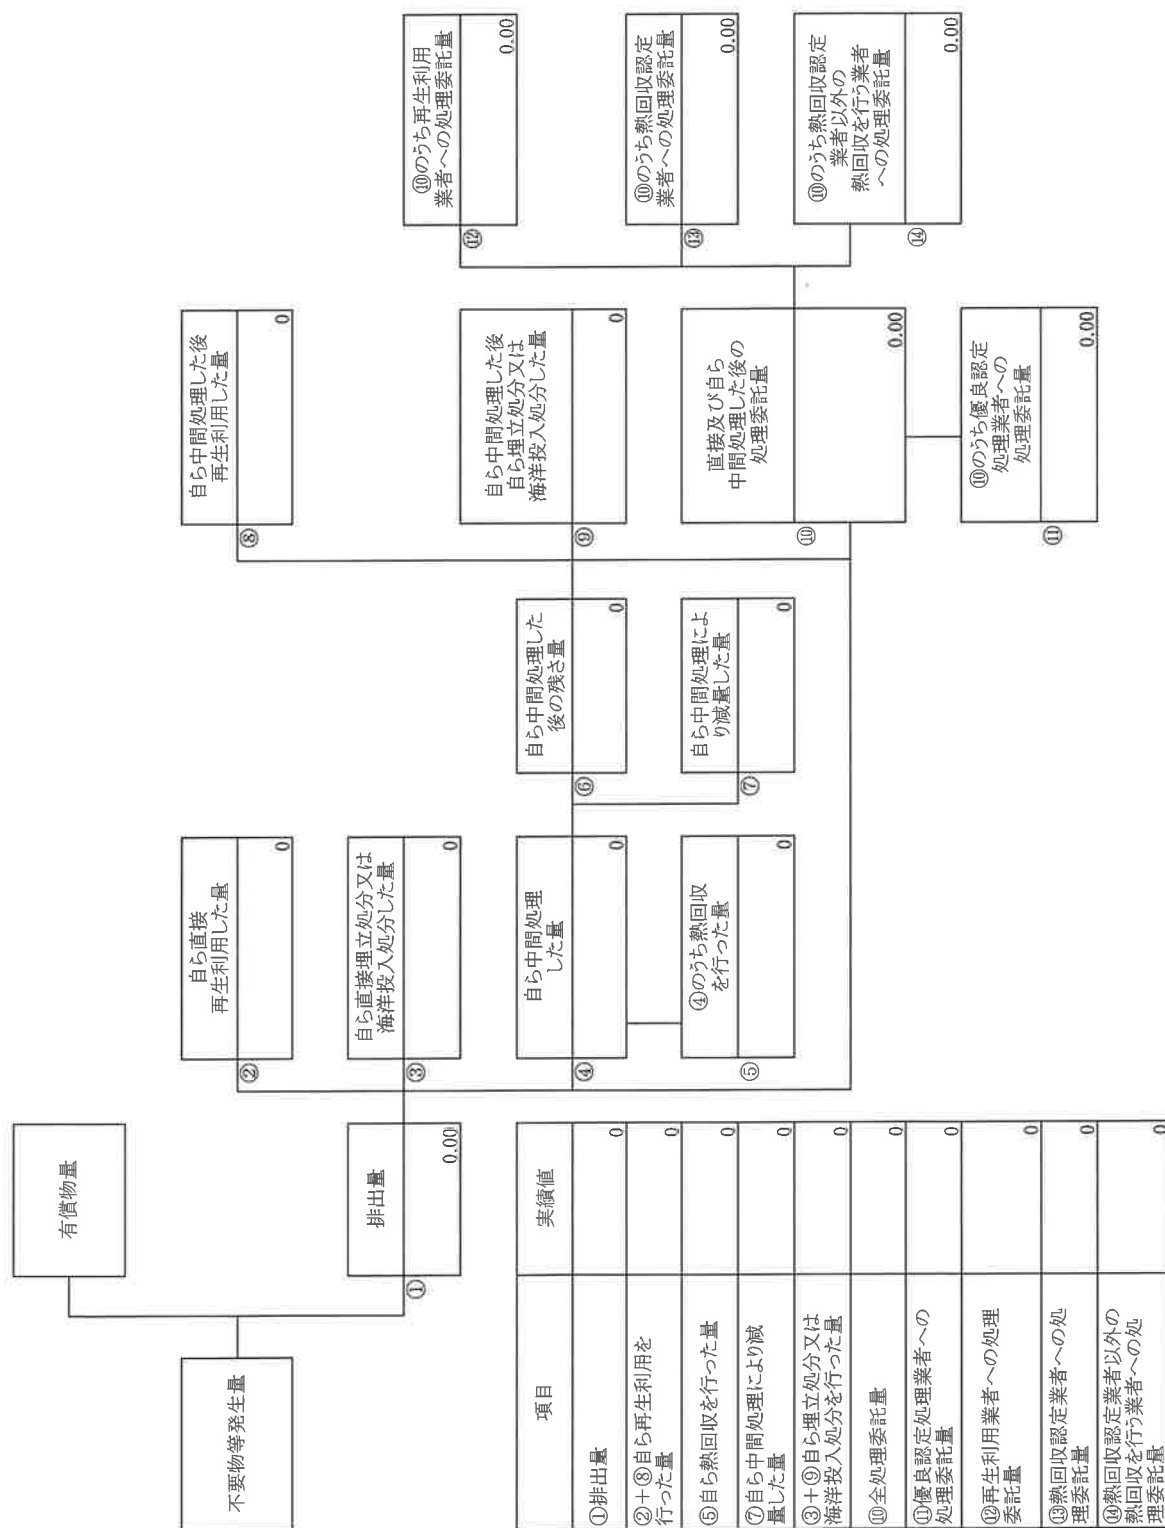 不要物等発生量
有償物量
①
排出量
0.00
②
自ら直接
再生利用した量
0
③
自ら直接埋立処分又は
海洋投入処分した量
0
④
自ら中間処理
した量
0
⑤
④のうち熱回収
を行った量
0
⑥
自ら中間処理した
後の残さ量
0
⑦
自ら中間処理によ
り減量した量
0
⑧
自ら中間処理した後
再生利用した量
0
⑨
自ら中間処理した後
自ら埋立処分又は
海洋投入処分した量
0
⑩
直接及び自ら
中間処理した後の
処理委託量
0.00
⑪
⑩のうち優良認定
処理業者への
処理委託量
0.00
⑫
⑩のうち再生利用
業者への処理委託量
0.00
⑬
⑩のうち熱回収認定
業者への処理委託量
0.00
⑭
⑩のうち熱回収認定
業者以外の
熱回収を行う業者
への処理委託量
0.00
項目
実績値
①排出量
0
②+⑧自ら再生利用を
行った量
0
⑤自ら熱回収を行った量
0
⑦自ら中間処理により減
量した量
0
③+⑨自ら埋立処分又は
海洋投入処分を行った量
0
⑩全処理委託量
0
⑪優良認定処理業者への
処理委託量
0
⑫再生利用業者への処理
委託量
0
⑬熱回収認定業者への処
理委託量
0
⑭熱回収認定業者以外の
熱回収を行う業者への処
理委託量
0